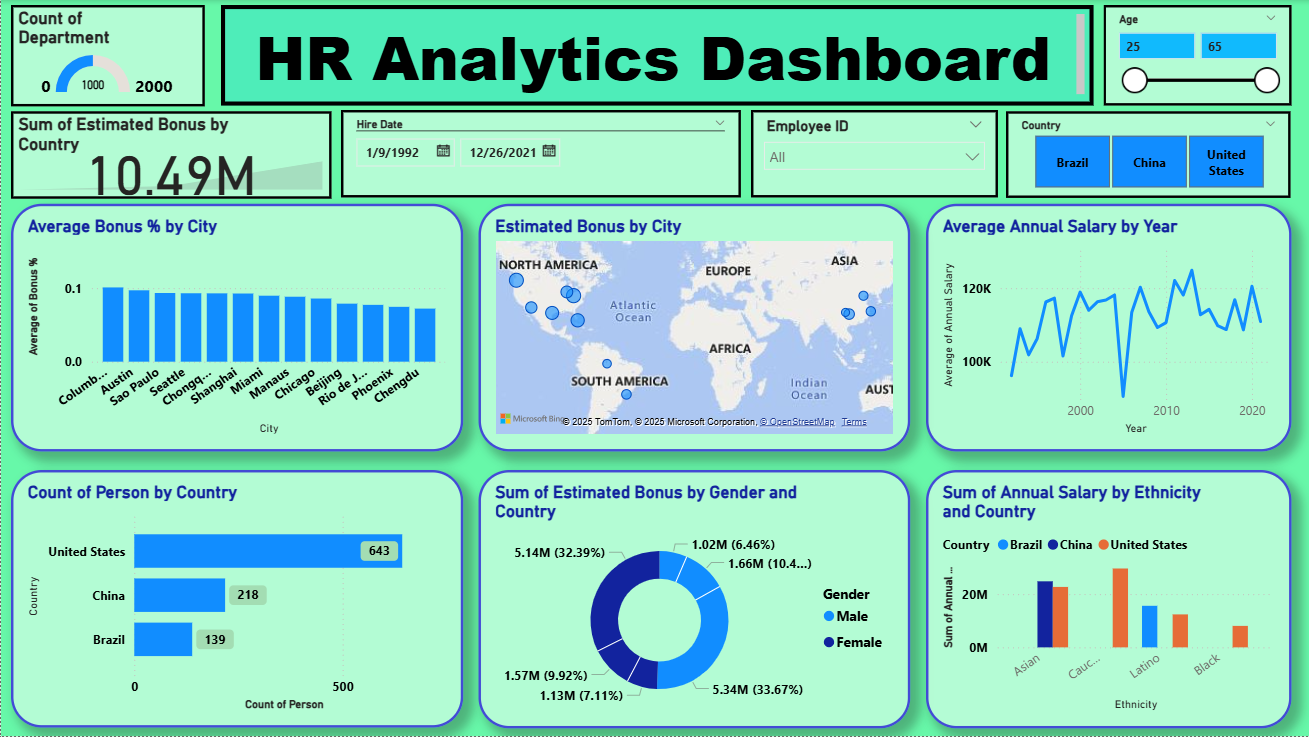 Count of
Department
0
1000
2000
HR Analytics Dashboard
Age
25
65
Sum of Estimated Bonus by
Country
10.49M
Hire Date
1/9/1992
12/26/2021
Employee ID
All
Country
Brazil
China
United
States
Average Bonus % by City
Average of Bonus %
0.1
0.0
Columb...
Austin
Sao Paulo
Seattle
Chongq...
Shanghai
Miami
Manaus
Chicago
Beijing
Rio de J...
Phoenix
Chengdu
City
Estimated Bonus by City
NORTH AMERICA
EUROPE
ASIA
Atlantic
Ocean
AFRICA
SOUTH AMERICA
Indian
Ocean
AUST
Microsoft Bing
© 2025 TomTom, © 2025 Microsoft Corporation, © OpenStreetMap Terms
Average Annual Salary by Year
Average of Annual Salary
120K
100K
2000
2010
2020
Year
Count of Person by Country
Country
United States
643
China
218
Brazil
139
0
500
Count of Person
Sum of Estimated Bonus by Gender and
Country
1.02M (6.46%)
1.66M (10.4...)
5.34M (33.67%)
1.13M (7.11%)
1.57M (9.92%)
5.14M (32.39%)
Gender
Male
Female
Sum of Annual Salary by Ethnicity
and Country
Country
Brazil
China
United States
Sum of Annual ...
20M
0M
Asian
Cauc...
Latino
Black
Ethnicity